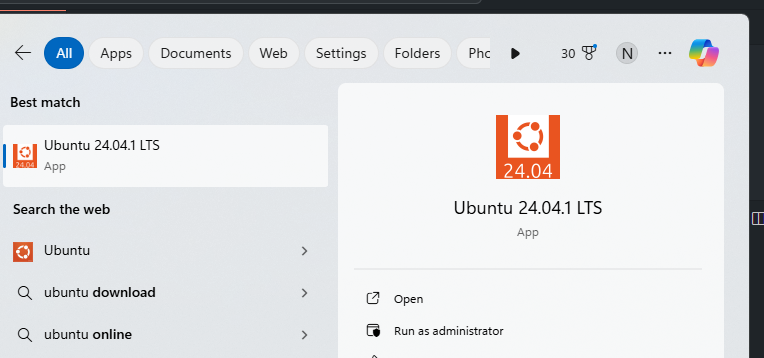 All Apps Documents Web Settings Folders Pho 30 N ...
Best match
Ubuntu 24.04.1 LTS
App
24.04
Search the web
Ubuntu
ubuntu download
ubuntu online
24.04
Ubuntu 24.04.1 LTS
App
Open
Run as administrator